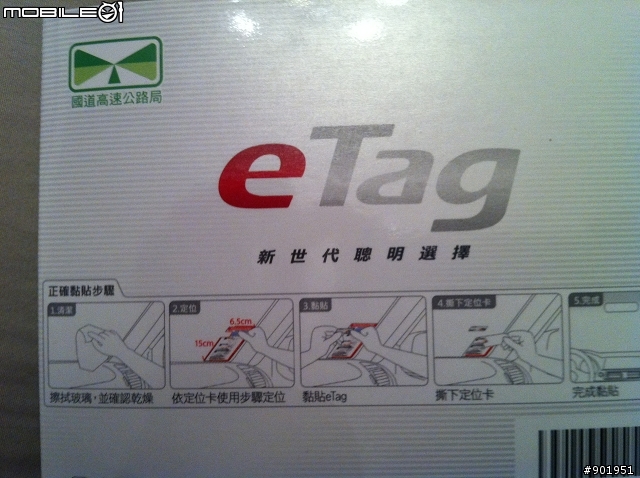 MOBILE01
國道高速公路局
eTag
新世代聰明選擇
正確黏貼步驟
1.清潔
2.定位
3.黏貼
4.撕下定位卡
5.完成
6.5cm
15cm
擦拭玻璃，並確認乾燥
依定位卡使用步驟定位
黏貼eTag
撕下定位卡
完成黏貼
#901951